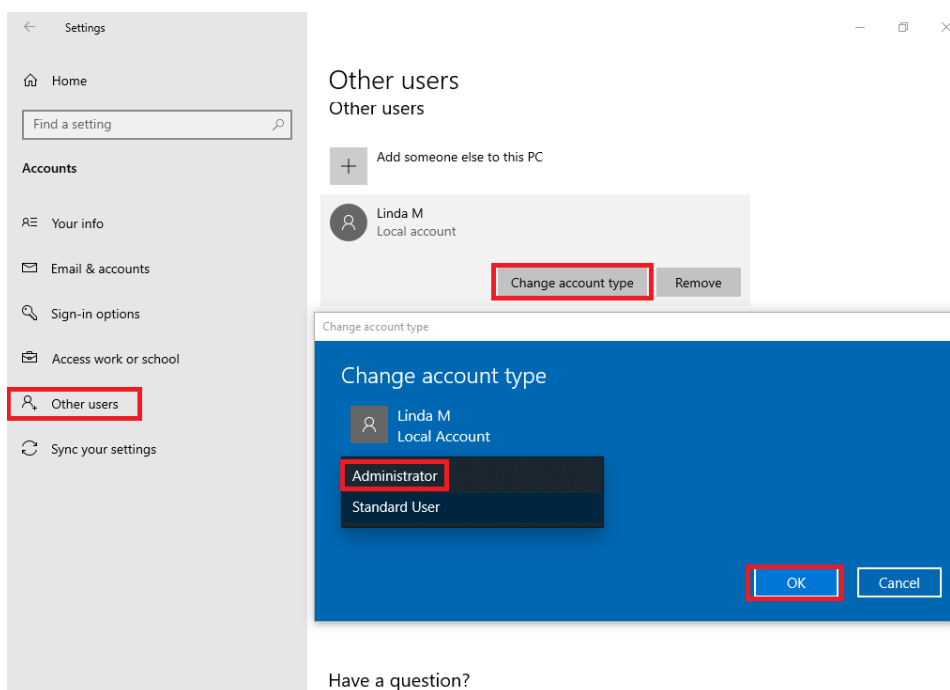 Settings
Home
Find a setting
Accounts
Your info
Email & accounts
Sign-in options
Access work or school
Other users
Sync your settings
Other users
Other users
Add someone else to this PC
Linda M
Local account
Change account type
Remove
Change account type
Change account type
Linda M
Local Account
Administrator
Standard User
OK
Cancel
Have a question?